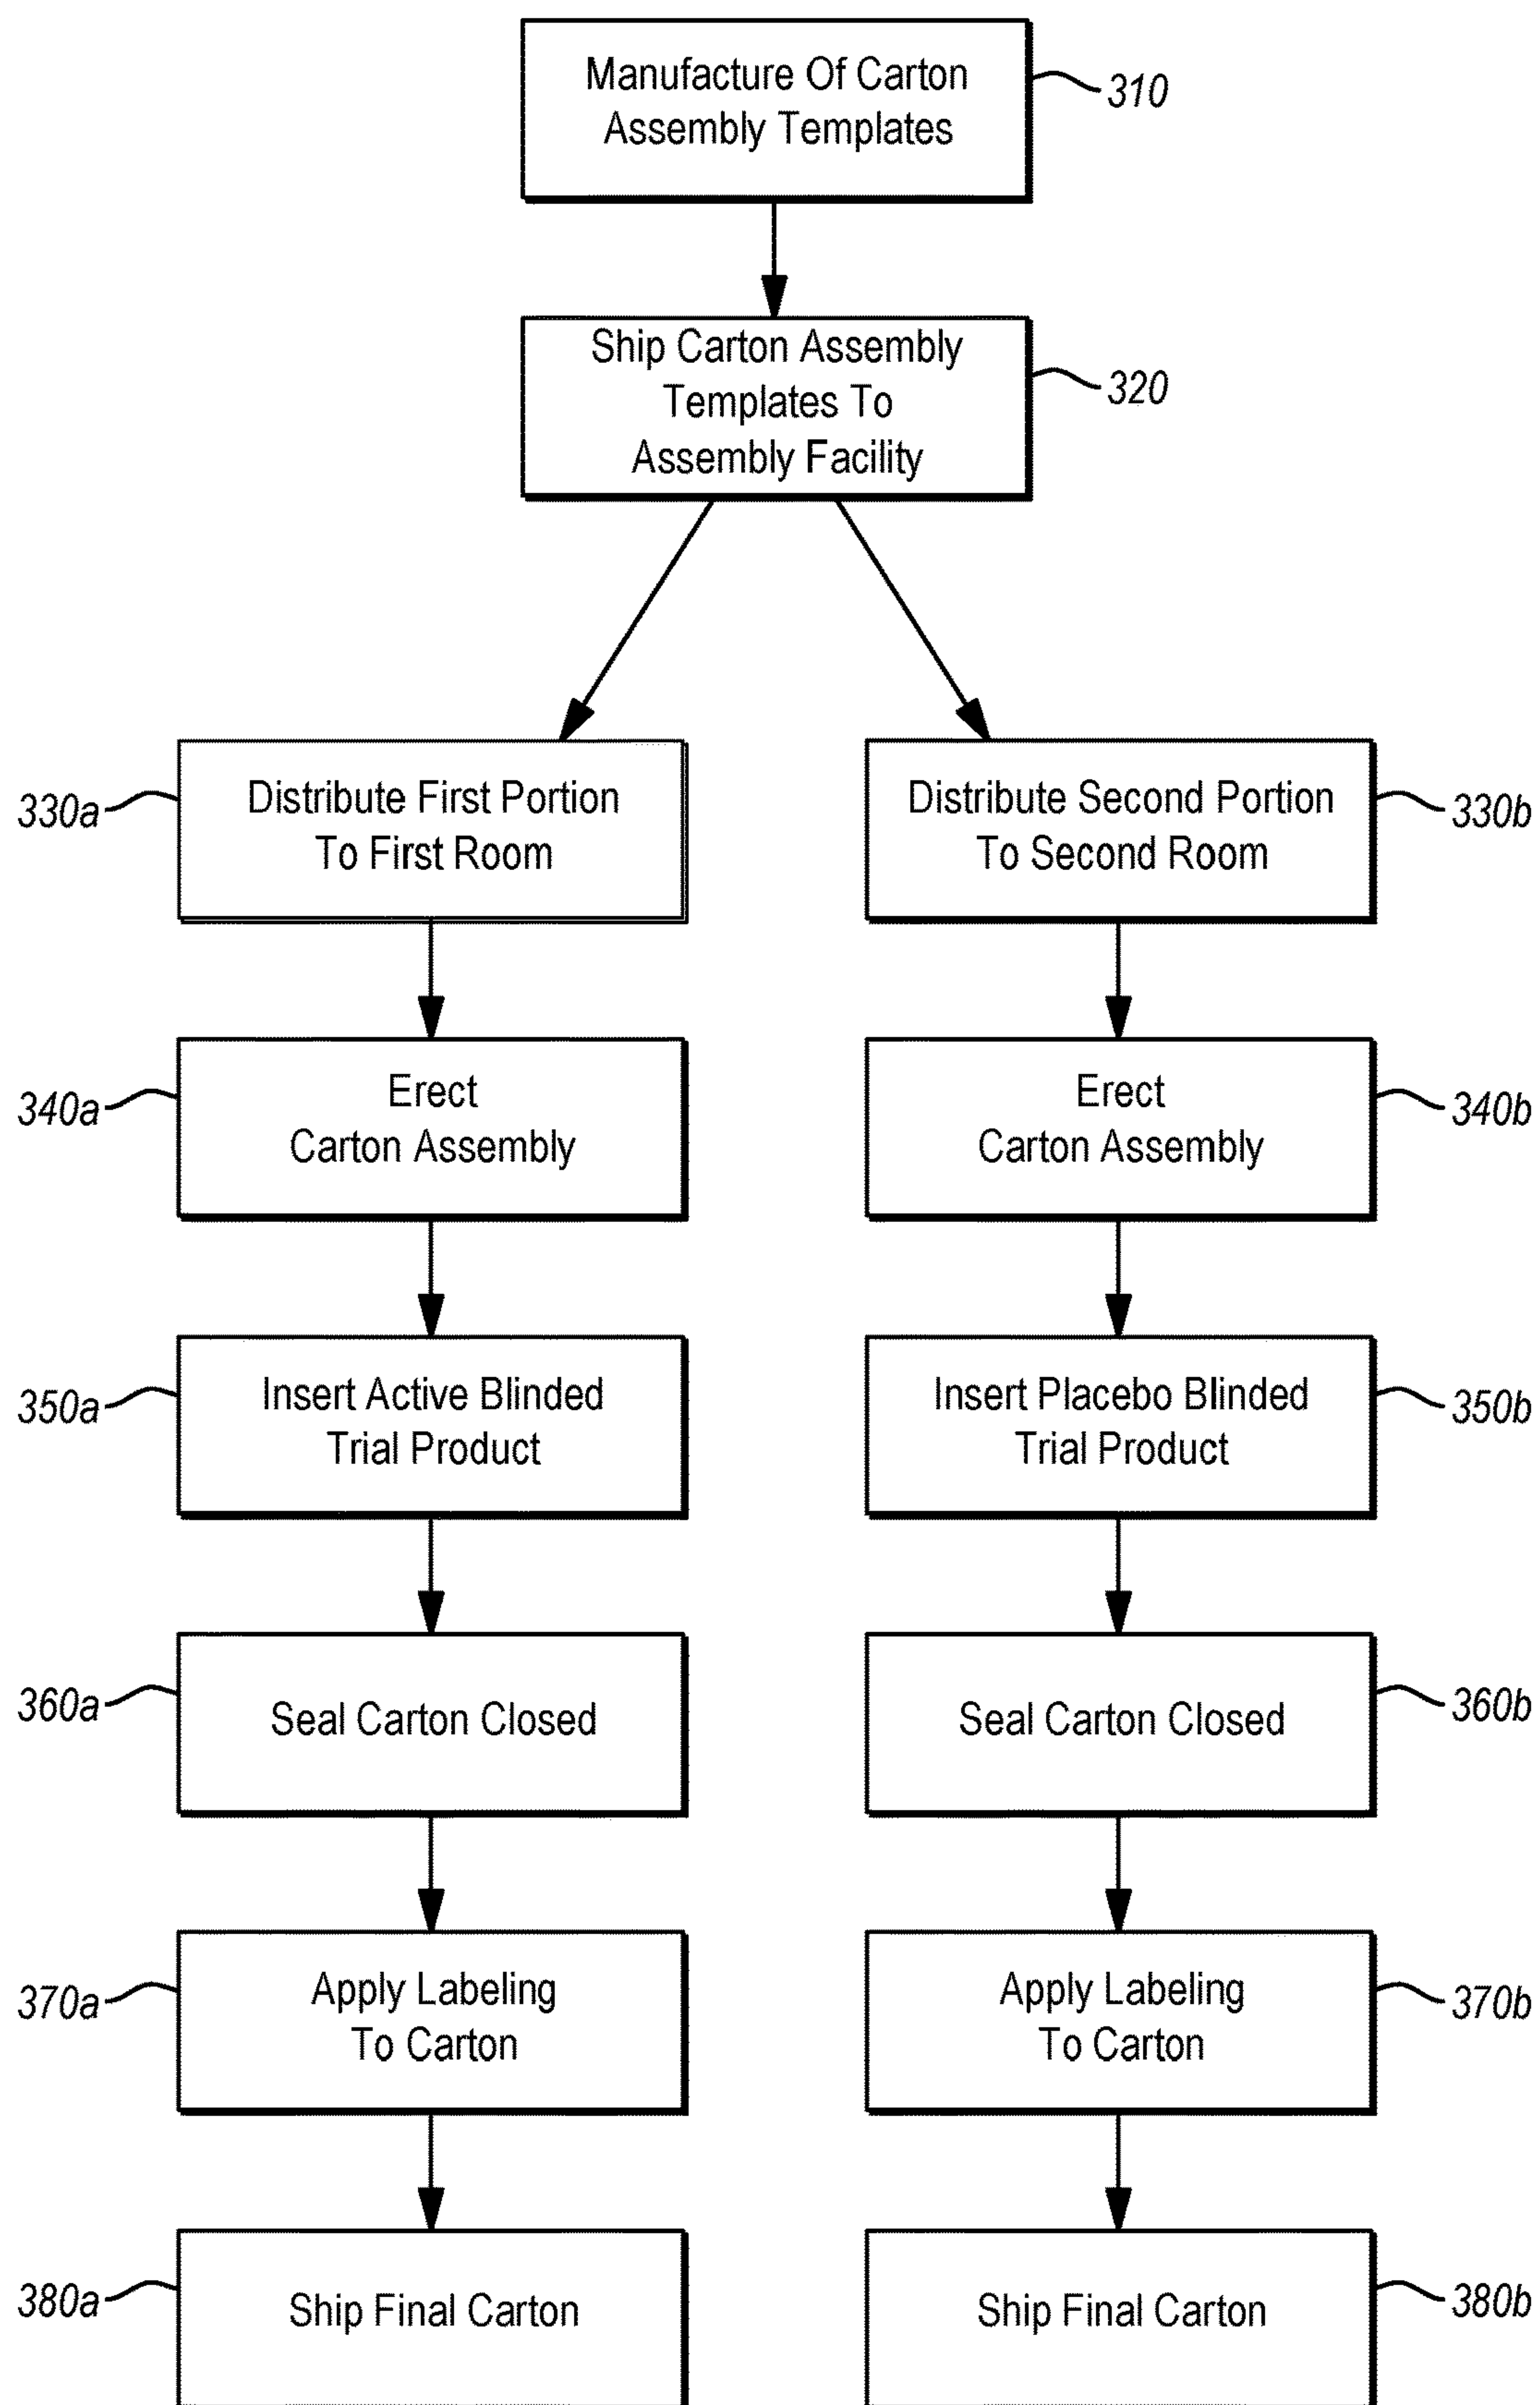 Manufacture Of Carton
Assembly Templates
310
Ship Carton Assembly
Templates To
Assembly Facility
320
330a
Distribute First Portion
To First Room
Distribute Second Portion
To Second Room
330b
340a
Erect
Carton Assembly
Erect
Carton Assembly
340b
350a
Insert Active Blinded
Trial Product
Insert Placebo Blinded
Trial Product
350b
360a
Seal Carton Closed
Seal Carton Closed
360b
370a
Apply Labeling
To Carton
Apply Labeling
To Carton
370b
380a
Ship Final Carton
Ship Final Carton
380b